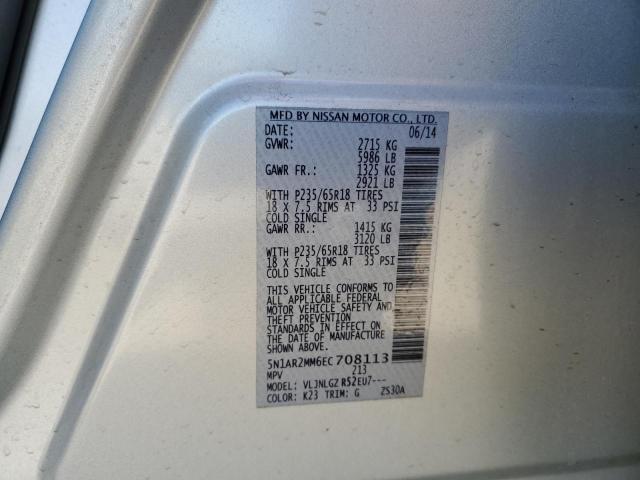 MFD BY NISSAN MOTOR CO., LTD.
DATE: 06/14
GVWR: 2715 KG
5986 LB
GAWR FR.: 1325 KG
2921 LB
WITH P235/65R18 TIRES
18 X 7.5 RIMS AT 33 PSI
COLD SINGLE
GAWR RR.: 1415 KG
3120 LB
WITH P235/65R18 TIRES
18 X 7.5 RIMS AT 33 PSI
COLD SINGLE
THIS VEHICLE CONFORMS TO
ALL APPLICABLE FEDERAL
MOTOR VEHICLE SAFETY AND
THEFT PREVENTION
STANDARDS IN EFFECT ON
THE DATE OF MANUFACTURE
SHOWN ABOVE.
5N1AR2MM6EC708113
MPV 213
MODEL: VLJNLGZ R52EU7---
COLOR: K23 TRIM: G ZS30A